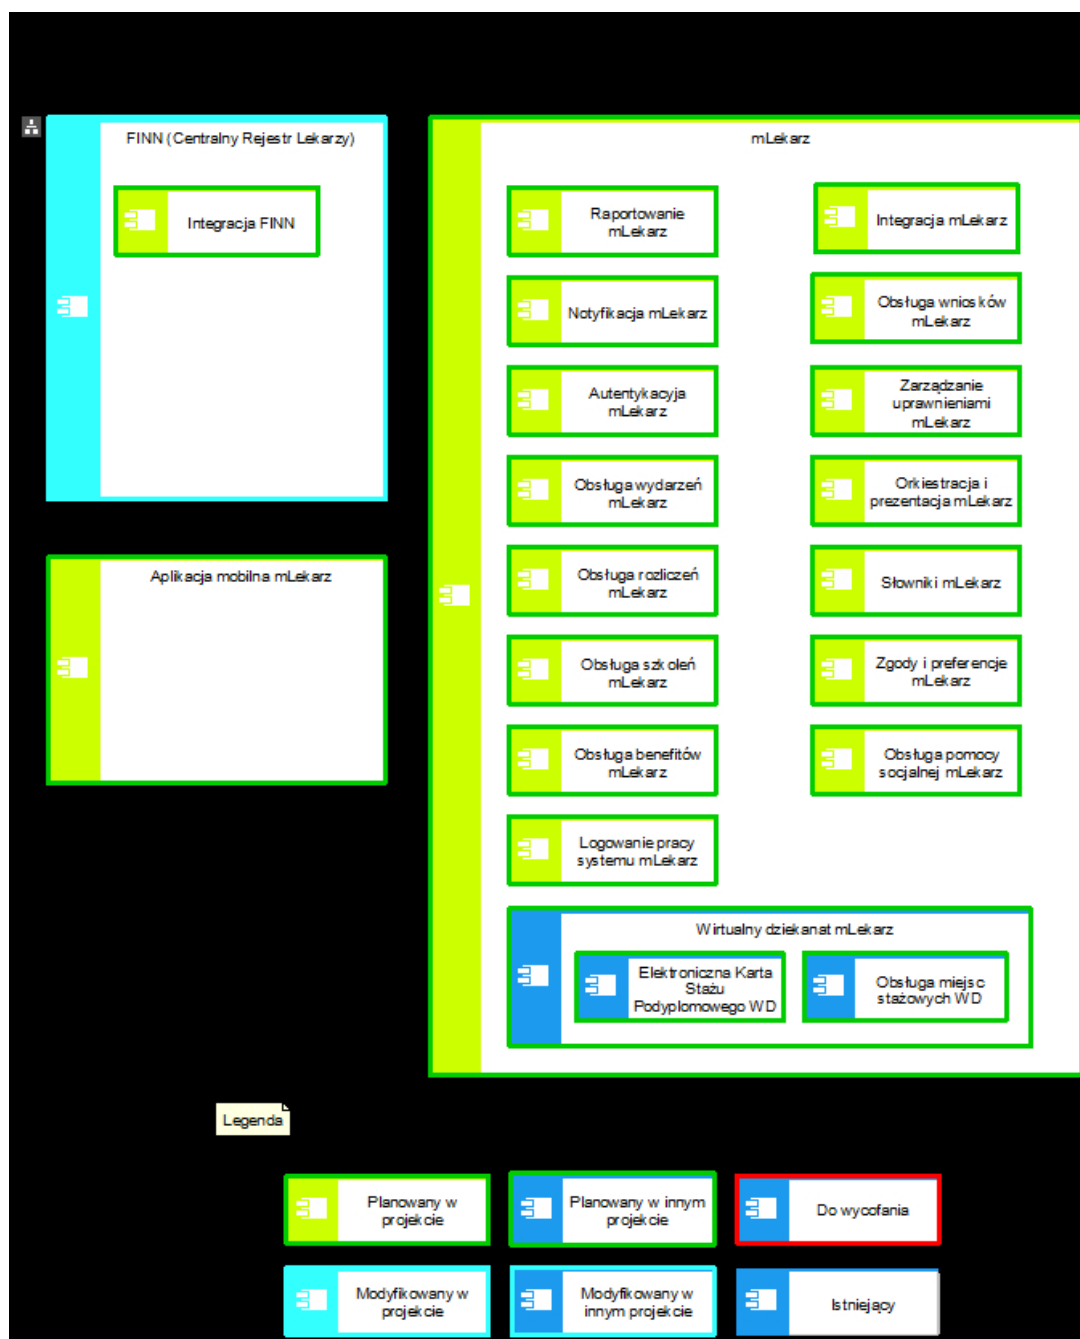 FINN (Centralny Rejestr Lekarzy)
Integracja FINN
Aplikacja mobilna mLekarz
mLekarz
Raportowanie
mLekarz
Integracja mLekarz
Notyfikacja mLekarz
Obsługa wniosków
mLekarz
Autentykacyja
mLekarz
Zarządzanie
uprawnieniami
mLekarz
Obsługa wydarzeń
mLekarz
Orkiestracja i
prezentacja mLekarz
Obsługa rozliczeń
mLekarz
Słowniki mLekarz
Obsługa szkoleń
mLekarz
Zgody i preferencje
mLekarz
Obsługa benefitów
mLekarz
Obsługa pomocy
socjalnej mLekarz
Logowanie pracy
systemu mLekarz
Wirtualny dziekanat mLekarz
Elektroniczna Karta
Stażu
Podyplomowego WD
Obsługa miejsc
stażowych WD
Legenda
Planowany w
projekcie
Planowany w innym
projekcie
Do wycofania
Modyfikowany w
projekcie
Modyfikowany w
innym projekcie
Istniejący